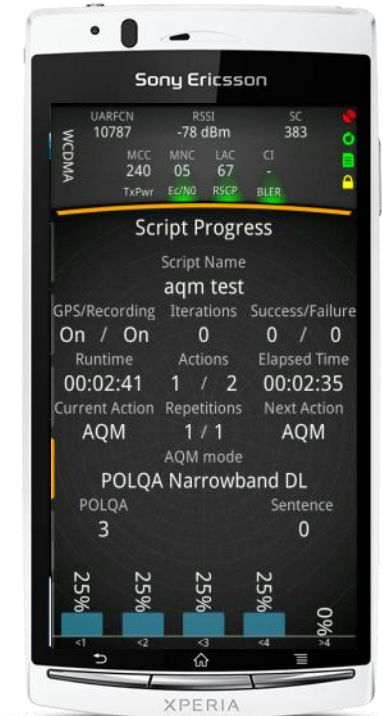 Sony Ericsson
UARFCN RSSI SC
10787 -78 dBm 383
WCDMA
MCC MNC LAC CI
240 05 67 -
TxPwr Ec/N0 RSCP BLER
Script Progress
Script Name
aqm test
GPS/Recording Iterations Success/Failure
On / On 0 0 / 0
Runtime Actions Elapsed Time
00:02:41 1 / 2 00:02:35
Current Action Repetitions Next Action
AQM 1 / 1 AQM
AQM mode
POLQA Narrowband DL
POLQA Sentence
3 0
25% 25% 25% 25% 0%
<1 <2 <3 <4 >4
XPERIA